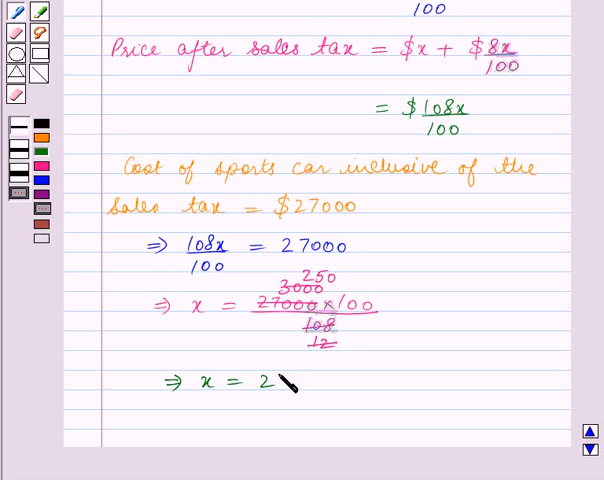 100
Price after sales tax = $x + $8x/100
= $108x/100
Cost of sports car inclusive of the
sales tax = $27000
⇒ 108x/100 = 27000
250
3000
⇒ x = 27000 × 100
108
12
⇒ x = 2